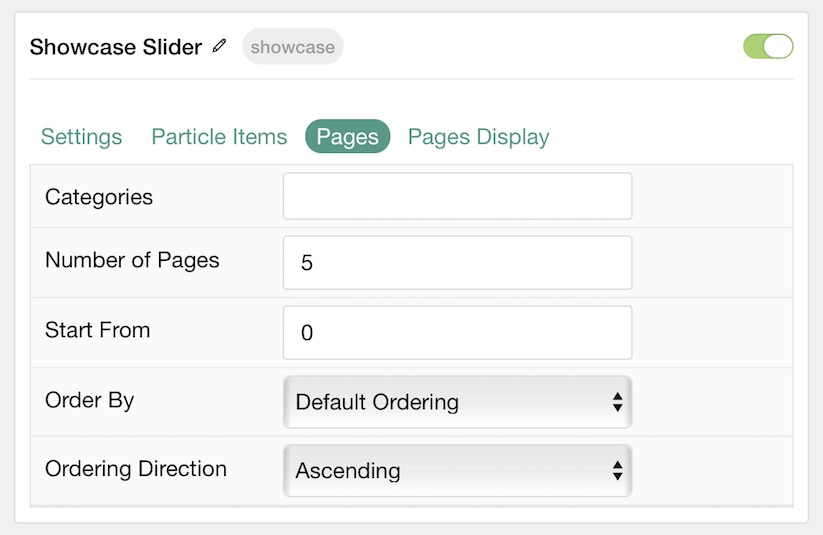 Showcase Slider showcase
Settings Particle Items Pages Pages Display
Categories
Number of Pages 5
Start From 0
Order By Default Ordering
Ordering Direction Ascending